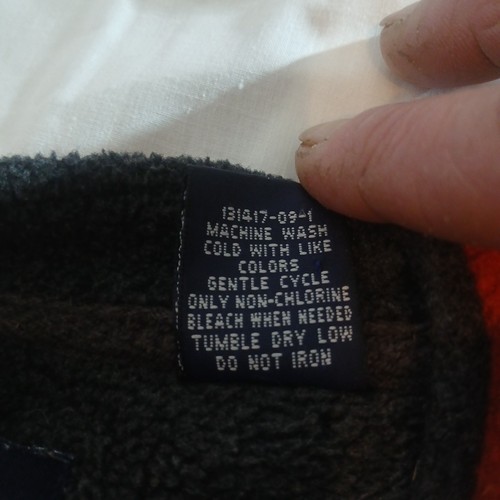 131417-09-1
MACHINE WASH
COLD WITH LIKE
COLORS
GENTLE CYCLE
ONLY NON-CHLORINE
BLEACH WHEN NEEDED
TUMBLE DRY LOW
DO NOT IRON